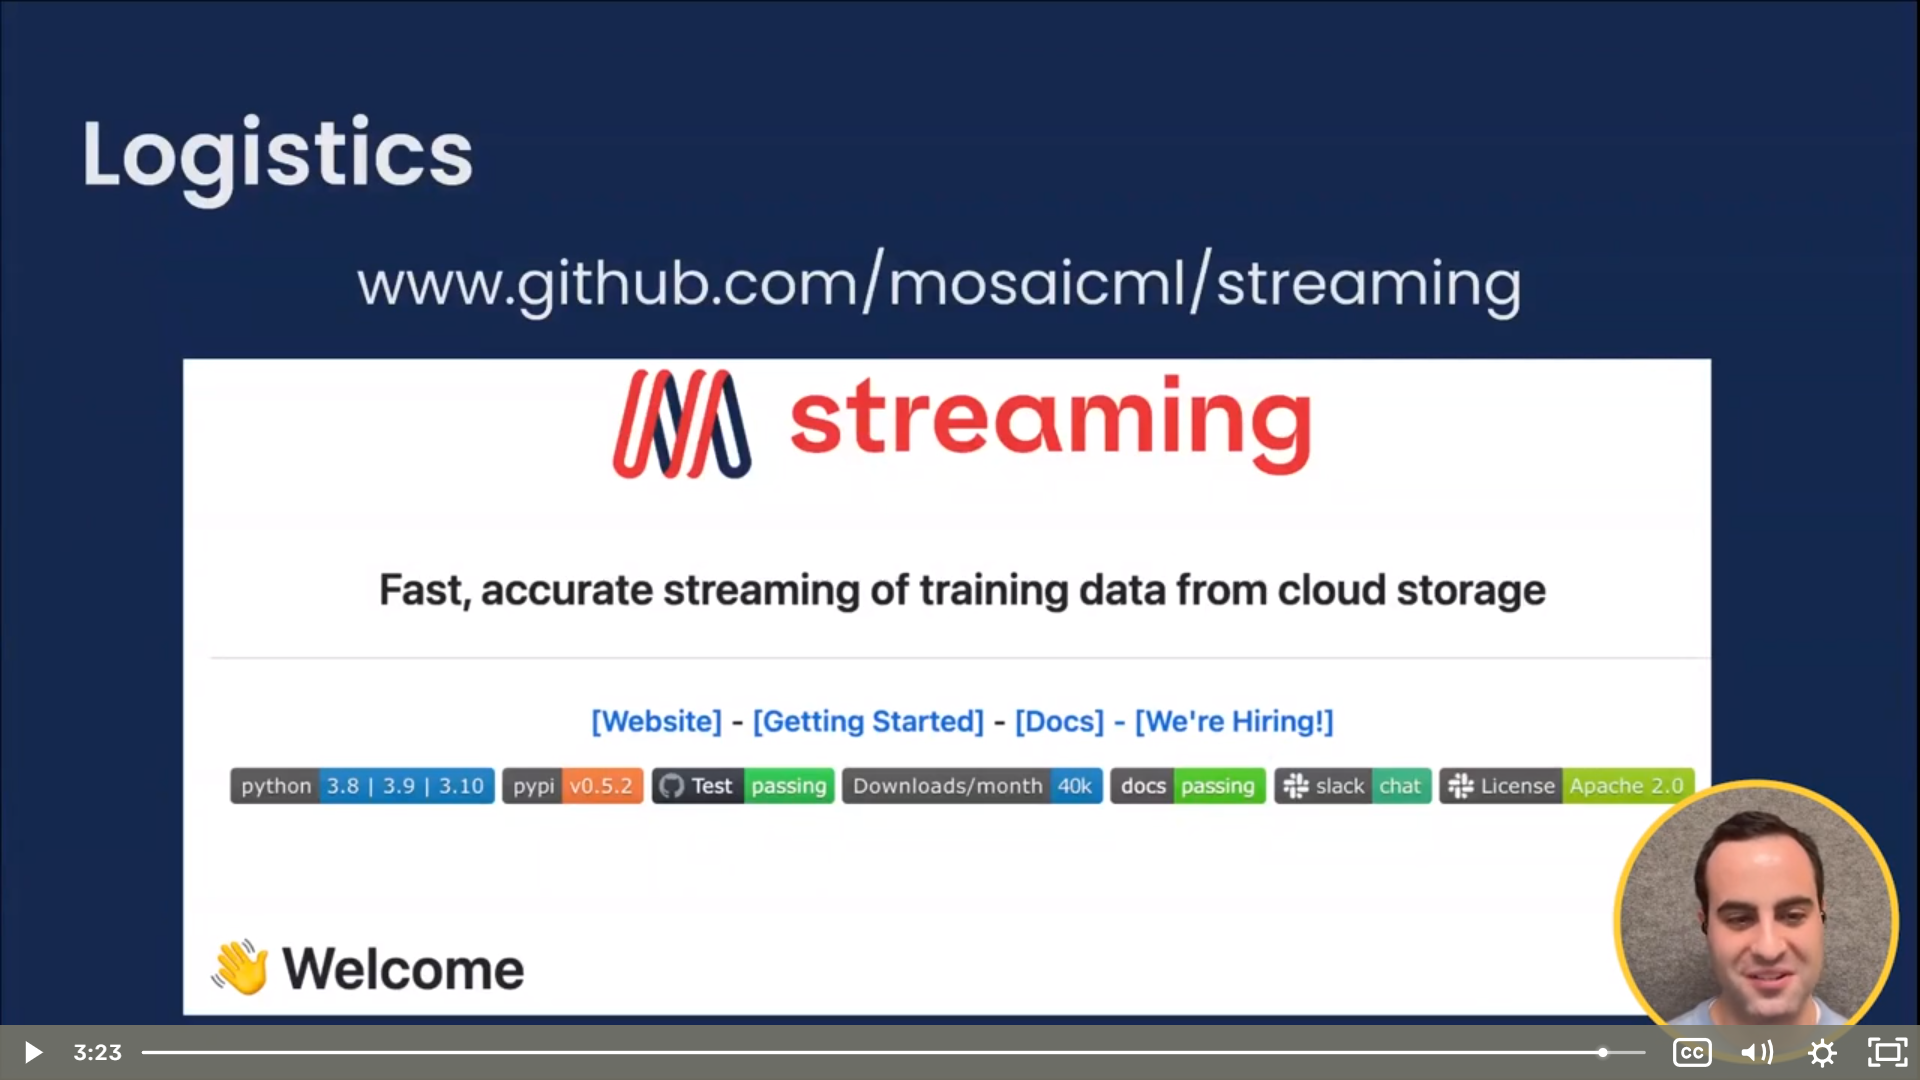 Logistics
www.github.com/mosaicml/streaming
streaming
Fast, accurate streaming of training data from cloud storage
[Website] - [Getting Started] - [Docs] - [We're Hiring!]
python 3.8 | 3.9 | 3.10 pypi v0.5.2 Test passing Downloads/month 40k docs passing slack chat License Apache 2.0
👋 Welcome
3:23 CC